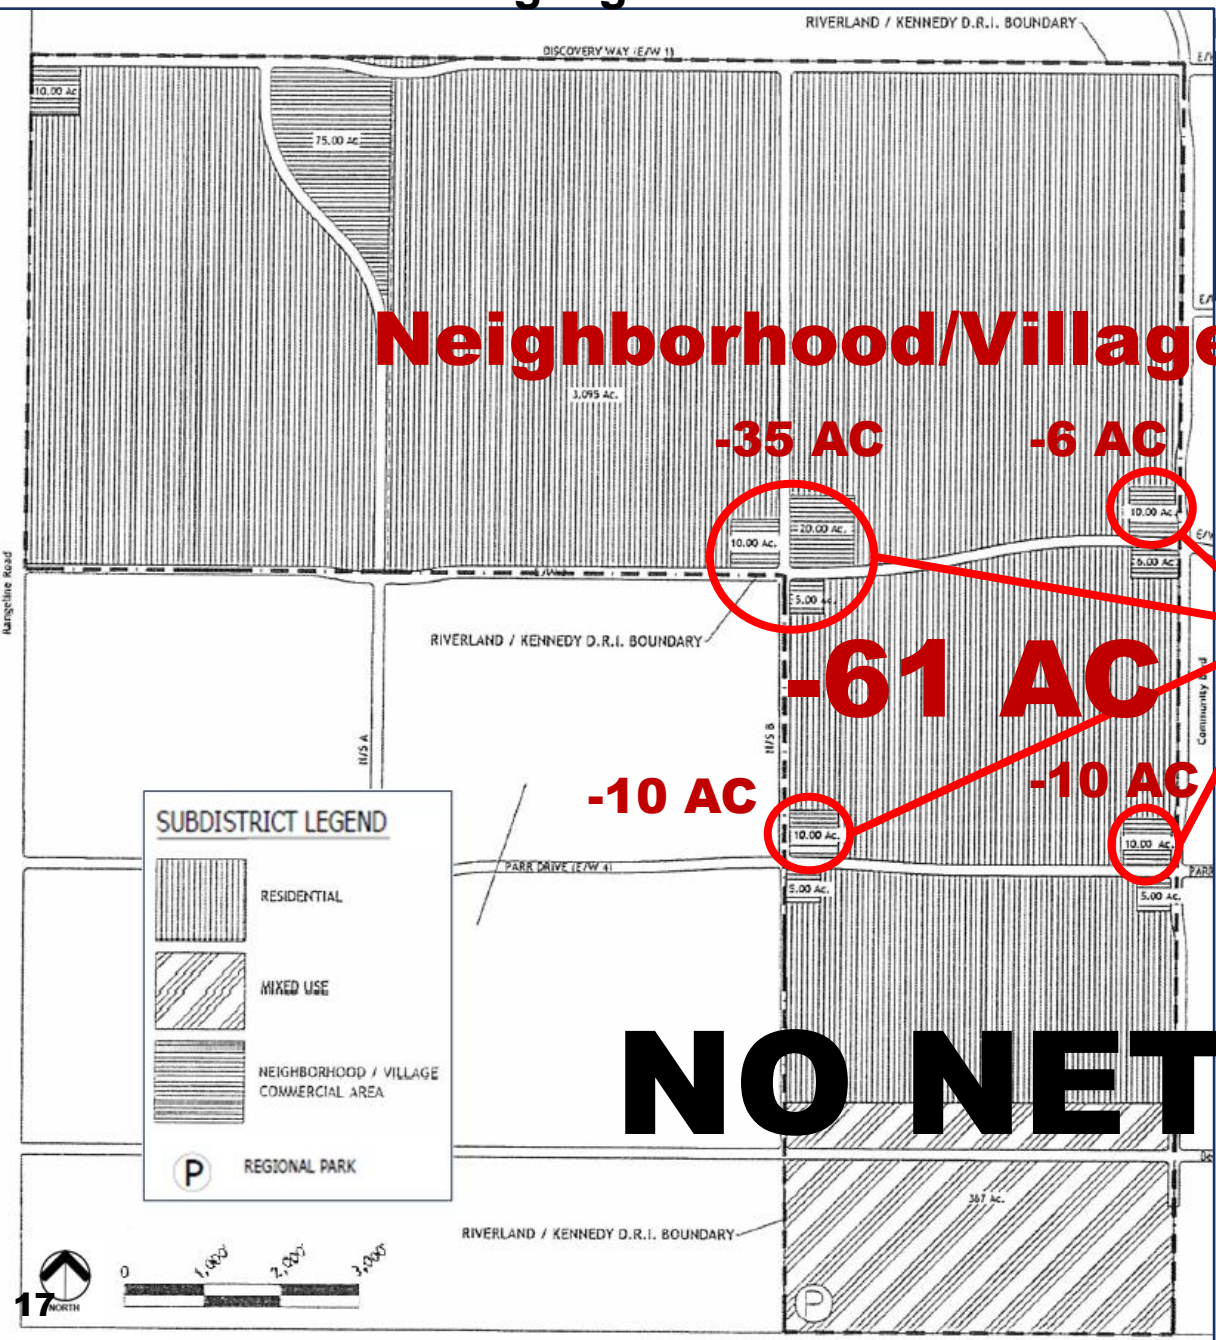 RIVERLAND / KENNEDY D.R.I. BOUNDARY
DISCOVERY WAY (E/W 1)
10.00 Ac
75.00 Ac
Neighborhood/Village
3,095 Ac.
-35 AC
-6 AC
10.00 Ac.
20.00 Ac.
10.00 Ac.
6.00 Ac.
5.00 Ac.
Rangeline Road
RIVERLAND / KENNEDY D.R.I. BOUNDARY
-61 AC
N/S A
N/S B
Community Blvd
-10 AC
-10 AC
10.00 Ac.
10.00 Ac.
PARR DRIVE (E/W 4)
PARR
5.00 Ac.
5.00 Ac.
SUBDISTRICT LEGEND
RESIDENTIAL
MIXED USE
NEIGHBORHOOD / VILLAGE
COMMERCIAL AREA
P
REGIONAL PARK
NO NET
367 Ac.
RIVERLAND / KENNEDY D.R.I. BOUNDARY
P
0 1,000' 2,000' 3,000'
NORTH
17